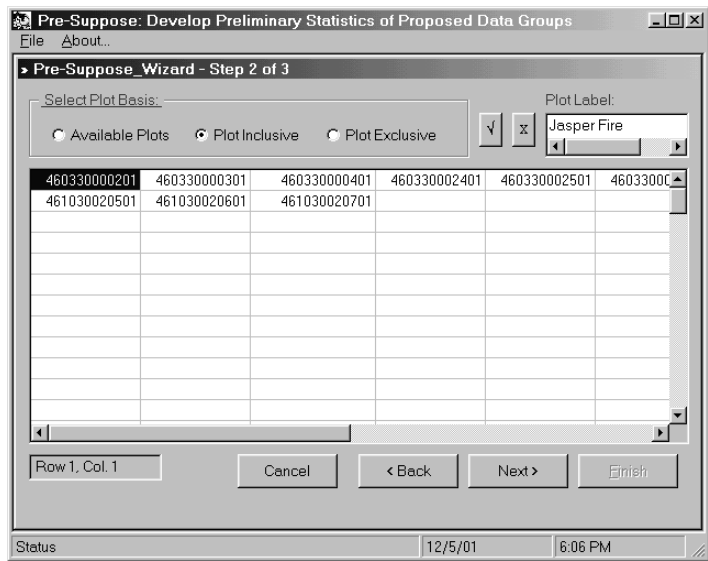 Pre-Suppose: Develop Preliminary Statistics of Proposed Data Groups
File About...
Pre-Suppose_Wizard - Step 2 of 3
Select Plot Basis:
Available Plots Plot Inclusive Plot Exclusive
√ x
Plot Label:
Jasper Fire
460330000201 460330000301 460330000401 460330002401 460330002501 4603300
461030020501 461030020601 461030020701
Row 1, Col. 1
Cancel < Back Next > Finish
Status 12/5/01 6:06 PM